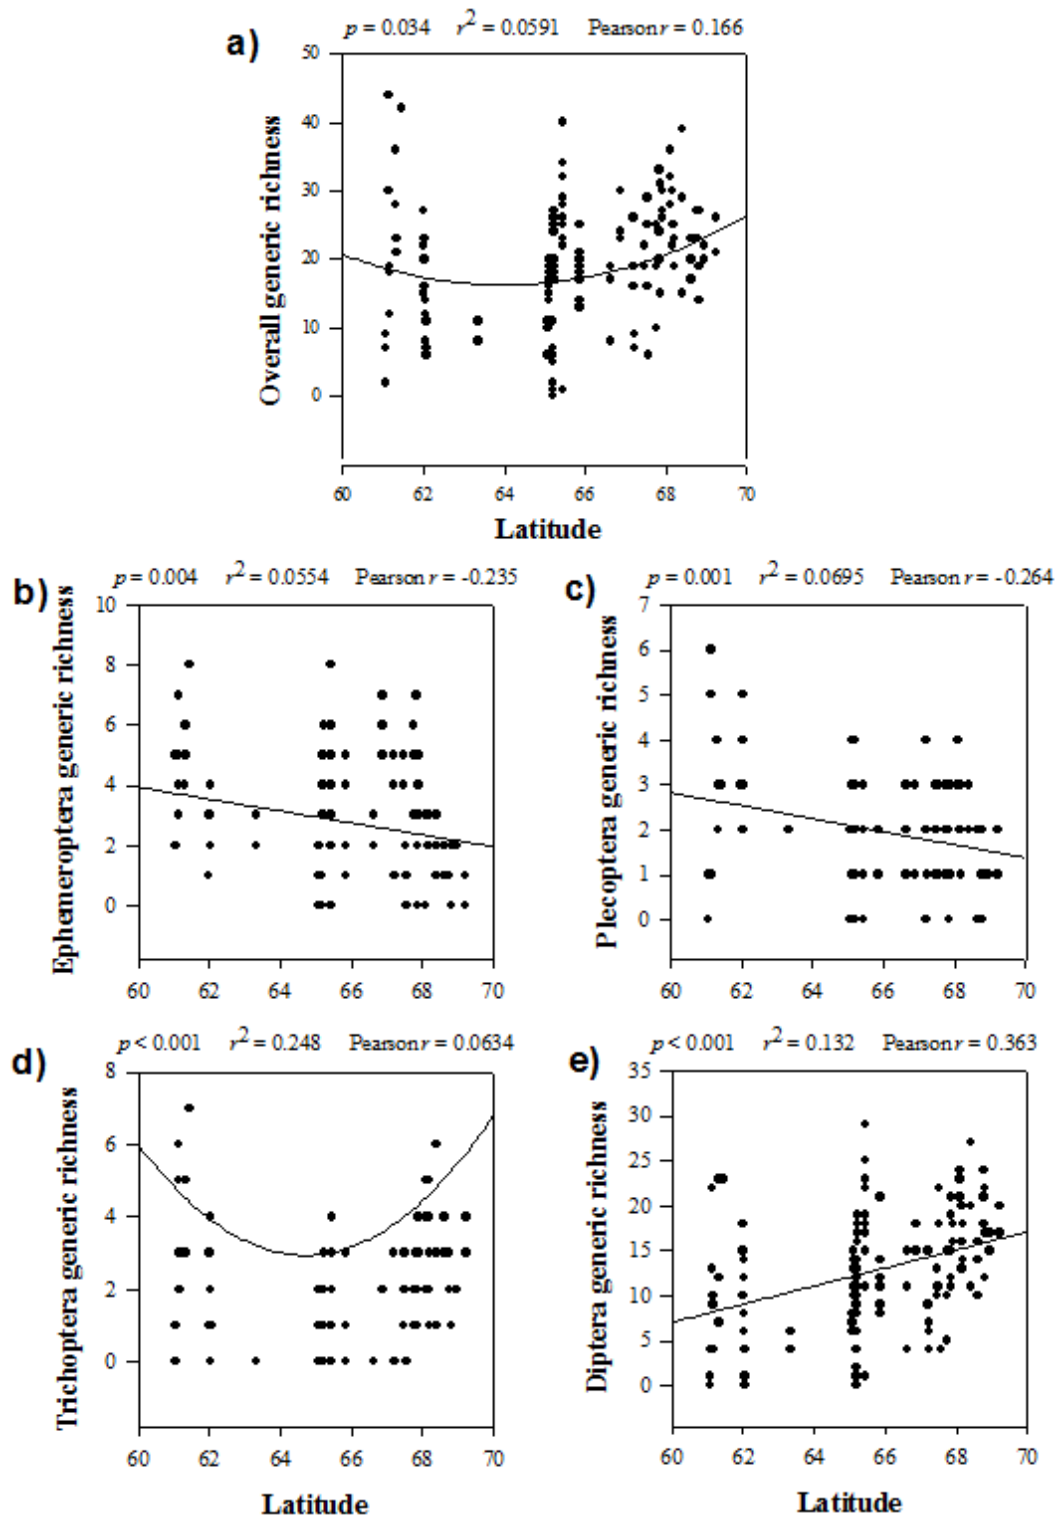 p = 0.034 r2 = 0.0591 Pearson r = 0.166
a)
50
40
30
20
10
0
Overall generic richness
60 62 64 66 68 70
Latitude
p = 0.004 r2 = 0.0554 Pearson r = -0.235
b)
10
8
6
4
2
0
Ephemeroptera generic richness
60 62 64 66 68 70
p = 0.001 r2 = 0.0695 Pearson r = -0.264
c)
7
6
5
4
3
2
1
0
Plecoptera generic richness
60 62 64 66 68 70
p < 0.001 r2 = 0.248 Pearson r = 0.0634
d)
8
6
4
2
0
Trichoptera generic richness
60 62 64 66 68 70
Latitude
p < 0.001 r2 = 0.132 Pearson r = 0.363
e)
35
30
25
20
15
10
5
0
Diptera generic richness
60 62 64 66 68 70
Latitude